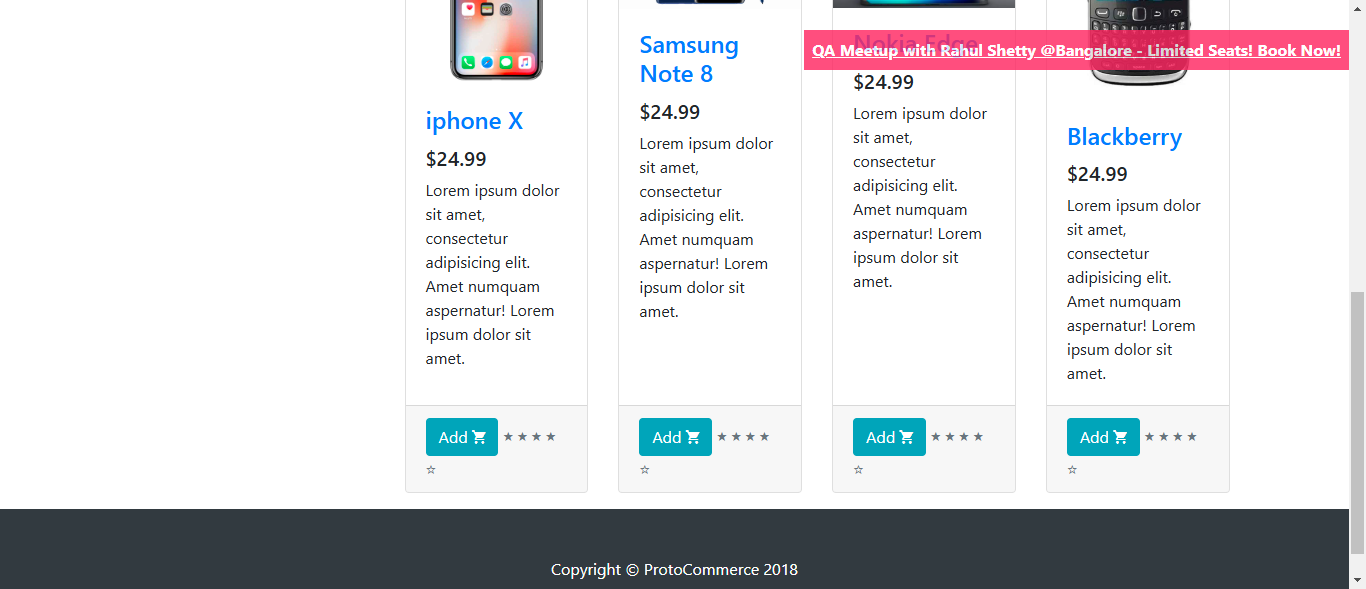 QA Meetup with Rahul Shetty @Bangalore - Limited Seats! Book Now!
iphone X
$24.99
Lorem ipsum dolor
sit amet,
consectetur
adipisicing elit.
Amet numquam
aspernatur! Lorem
ipsum dolor sit
amet.
Add
★ ★ ★ ★
☆
Samsung
Note 8
$24.99
Lorem ipsum dolor
sit amet,
consectetur
adipisicing elit.
Amet numquam
aspernatur! Lorem
ipsum dolor sit
amet.
Add
★ ★ ★ ★
☆
Nokia Edge
$24.99
Lorem ipsum dolor
sit amet,
consectetur
adipisicing elit.
Amet numquam
aspernatur! Lorem
ipsum dolor sit
amet.
Add
★ ★ ★ ★
☆
Blackberry
$24.99
Lorem ipsum dolor
sit amet,
consectetur
adipisicing elit.
Amet numquam
aspernatur! Lorem
ipsum dolor sit
amet.
Add
★ ★ ★ ★
☆
Copyright © ProtoCommerce 2018